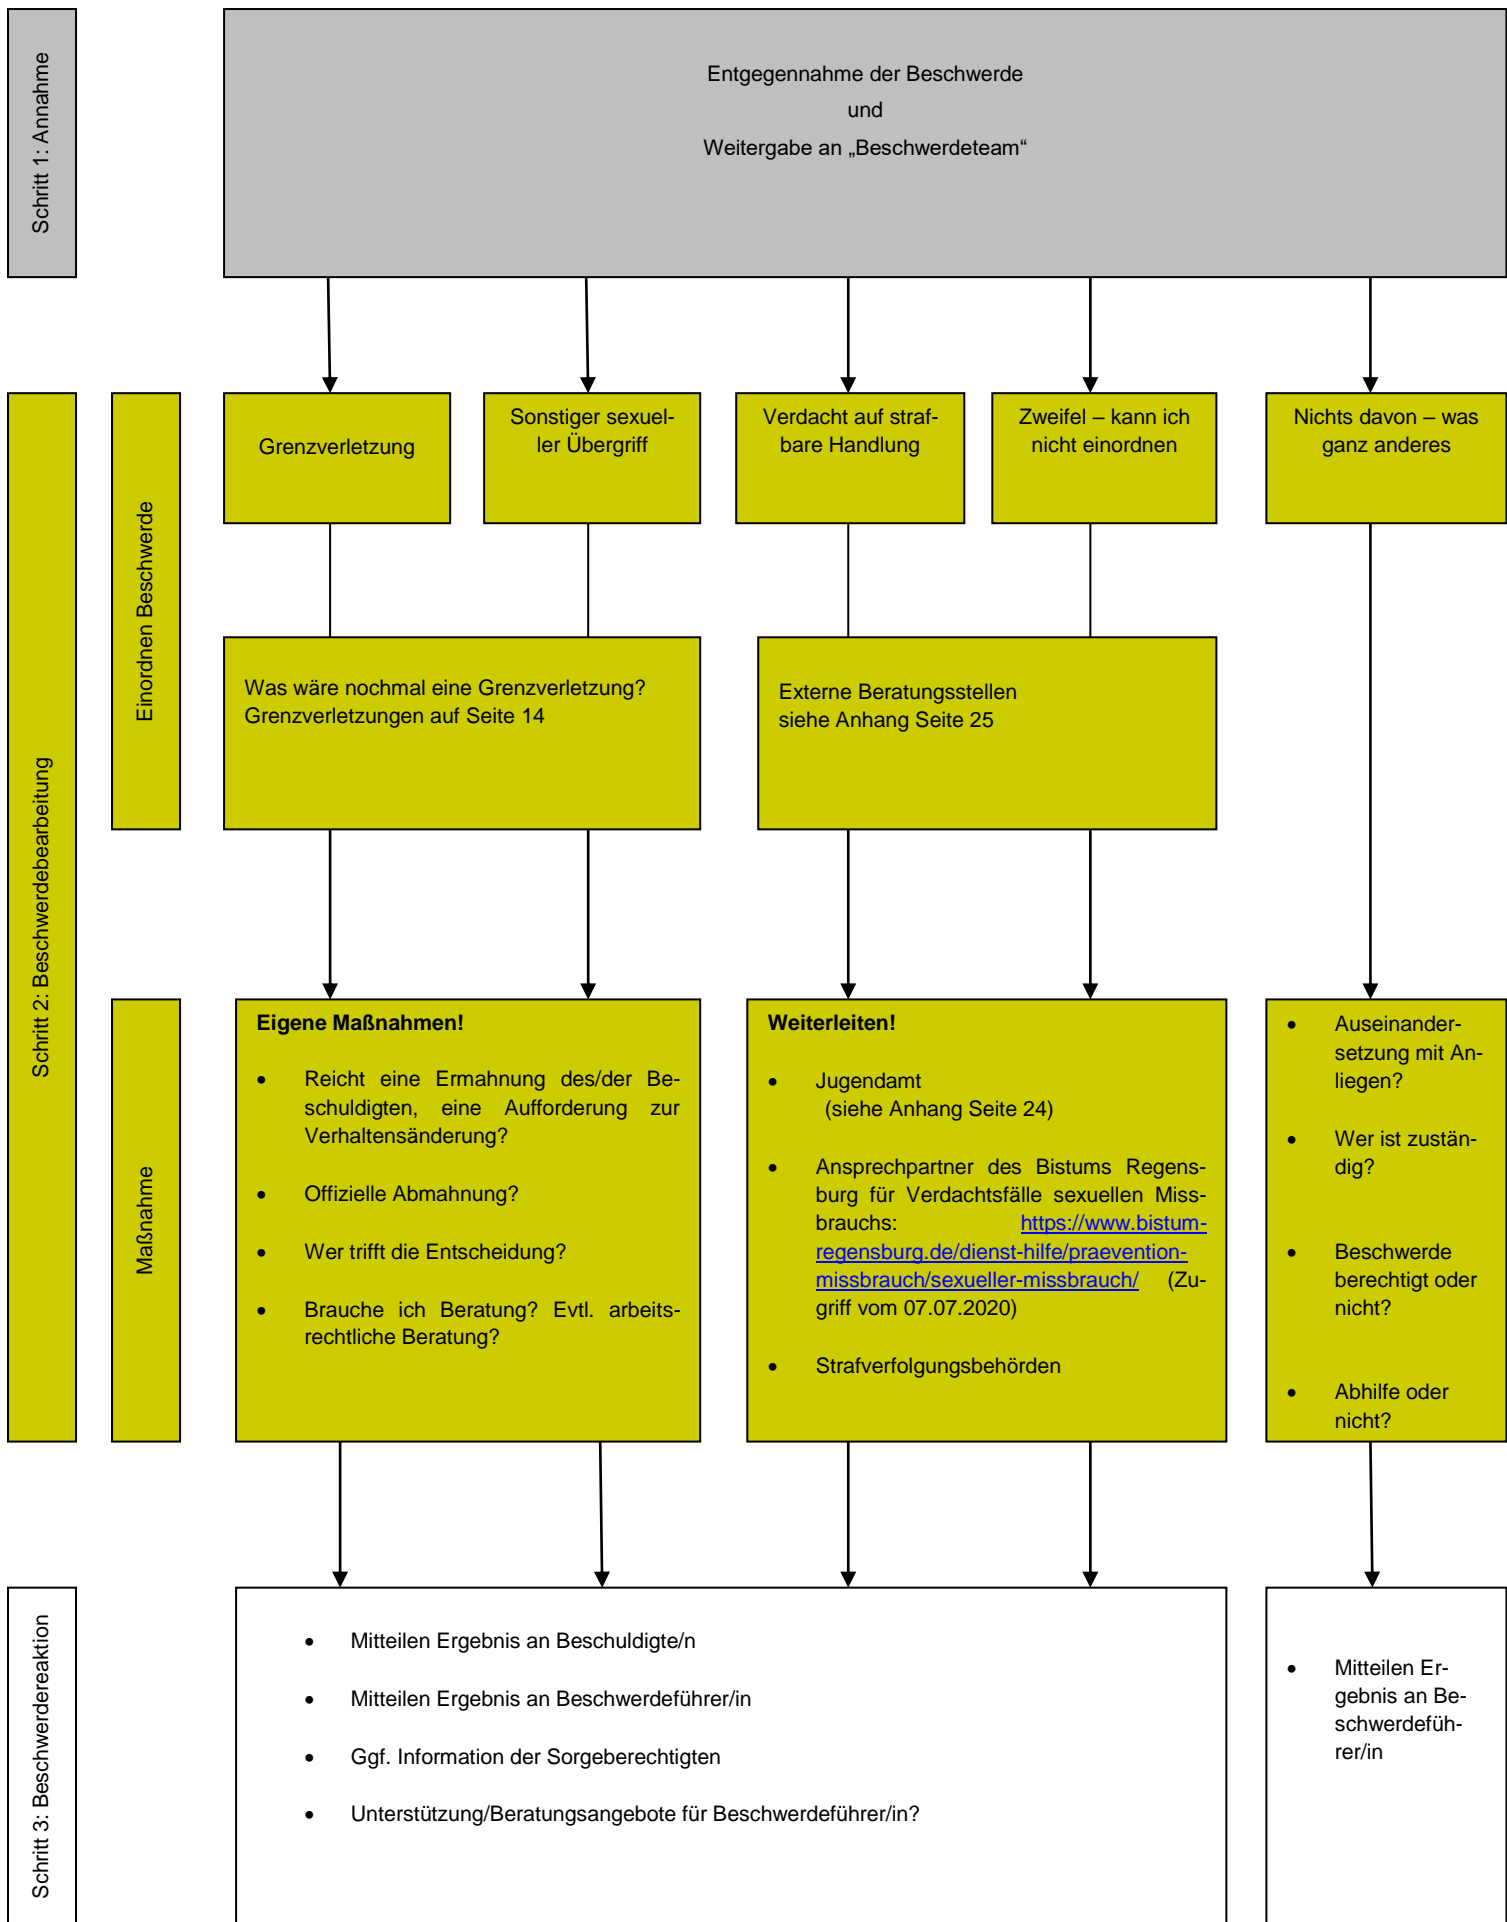 Schritt 1: Annahme
Entgegennahme der Beschwerde
und
Weitergabe an „Beschwerdeteam“
Schritt 2: Beschwerdebearbeitung
Einordnen Beschwerde
Grenzverletzung
Sonstiger sexuel-
ler Übergriff
Verdacht auf straf-
bare Handlung
Zweifel – kann ich
nicht einordnen
Nichts davon – was
ganz anderes
Was wäre nochmal eine Grenzverletzung?
Grenzverletzungen auf Seite 14
Externe Beratungsstellen
siehe Anhang Seite 25
Maßnahme
Eigene Maßnahmen!
• Reicht eine Ermahnung des/der Be-
schuldigten, eine Aufforderung zur
Verhaltensänderung?
• Offizielle Abmahnung?
• Wer trifft die Entscheidung?
• Brauche ich Beratung? Evtl. arbeits-
rechtliche Beratung?
Weiterleiten!
• Jugendamt
(siehe Anhang Seite 24)
• Ansprechpartner des Bistums Regens-
burg für Verdachtsfälle sexuellen Miss-
brauchs: https://www.bistum-
regensburg.de/dienst-hilfe/praevention-
missbrauch/sexueller-missbrauch/ (Zu-
griff vom 07.07.2020)
• Strafverfolgungsbehörden
• Auseinander-
setzung mit An-
liegen?
• Wer ist zustän-
dig?
• Beschwerde
berechtigt oder
nicht?
• Abhilfe oder
nicht?
Schritt 3: Beschwerdereaktion
• Mitteilen Ergebnis an Beschuldigte/n
• Mitteilen Ergebnis an Beschwerdeführer/in
• Ggf. Information der Sorgeberechtigten
• Unterstützung/Beratungsangebote für Beschwerdeführer/in?
• Mitteilen Er-
gebnis an Be-
schwerdefüh-
rer/in